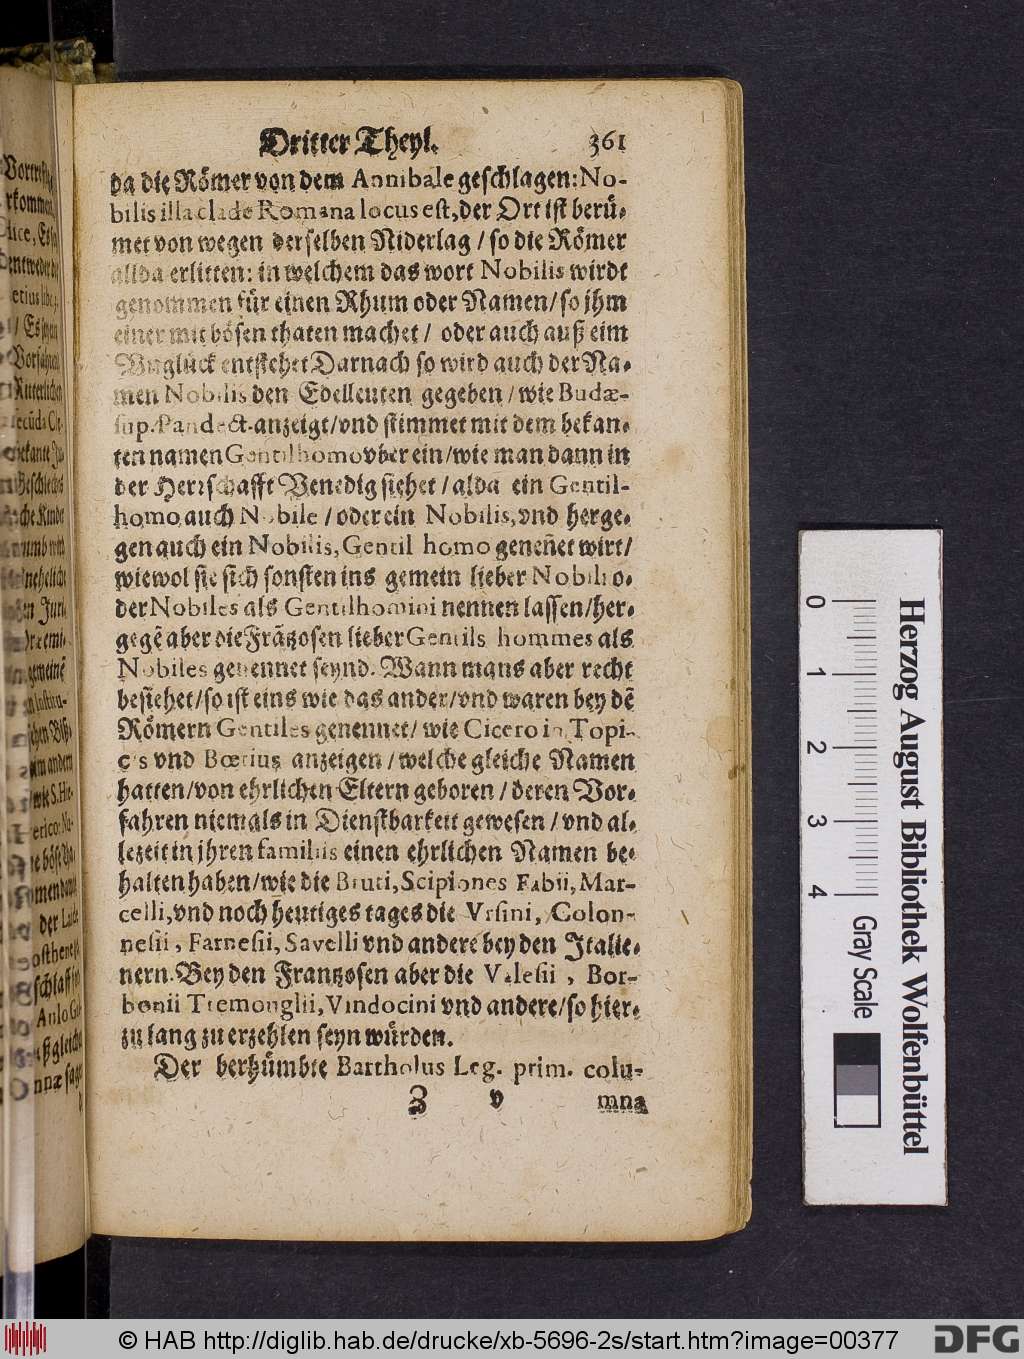 Dritter Theyl. 361
da die Römer von dem Annibale geschlagen: No-
bilis illa clade Romana locus est, der Ort ist berü-
met von wegen derselben Niderlag / so die Römer
allda erlitten: in welchem das wort Nobilis wirdt
genommen für einen Rhum oder Namen/ so jhm
einer mit bösen thaten machet / oder auch auß eim
Vnglück entstehet Darnach so wird auch der Na-
men Nobilis den Edelleuten gegeben / wie Budæ-
sup. Pandect. anzeigt/ vnd stimmet mit dem bekan-
ten namen Gentilhomo vber ein/ wie man dann in
der Herrschafft Venedig siehet / alda ein Gentil-
homo auch Nobile / oder ein Nobilis, vnd herge-
gen auch ein Nobilis, Gentil homo geneñet wirt/
wiewol sie sich sonsten ins gemein lieber Nobili o-
der Nobiles als Gentilhomini nennen lassen/ her-
gegẽ aber die Frãtzosen lieber Gentils hommes als
Nobiles genennet seynd. Wann mans aber recht
besiehet/ so ist eins wie das ander/ vnd waren bey dẽ
Römern Gentiles genennet/ wie Cicero in Topi-
cis vnd Bœtius anzeigen / welche gleiche Namen
hatten/ von ehrlichen Eltern geboren / deren Vor-
fahren niemals in Dienstbarkeit gewesen / vnd al-
lezeit in jhren familiis einen ehrlichen Namen be-
halten haben/ wie die Bruti, Scipiones Fabii, Mar-
celli, vnd noch heutiges tages die Vrsini, Colon-
nesii, Farnesii, Savelli vnd andere bey den Italie-
nern. Bey den Frantzosen aber die Valesii, Bor-
bonii Tremonglii, Vindocini vnd andere/ so hier-
zu lang zu erzehlen seyn würden.
Der berhümbte Bartholus Leg. prim. colu-
Z v mna
0 1 2 3 4 Gray Scale
Herzog August Bibliothek Wolfenbüttel
© HAB http://diglib.hab.de/drucke/xb-5696-2s/start.htm?image=00377
DFG